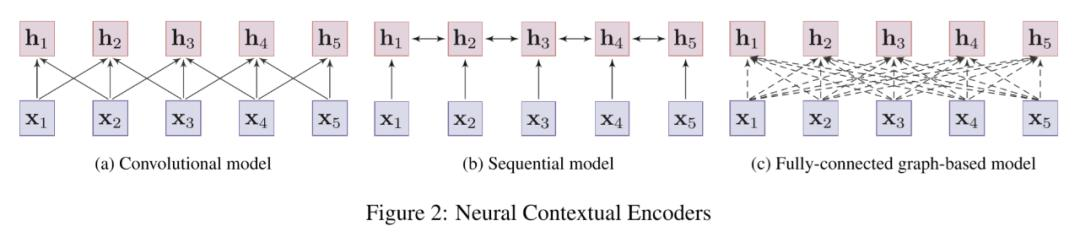 h₁ h₂ h₃ h₄ h₅ h₁ h₂ h₃ h₄ h₅ h₁ h₂ h₃ h₄ h₅
x₁ x₂ x₃ x₄ x₅ x₁ x₂ x₃ x₄ x₅ x₁ x₂ x₃ x₄ x₅
(a) Convolutional model (b) Sequential model (c) Fully-connected graph-based model
Figure 2: Neural Contextual Encoders